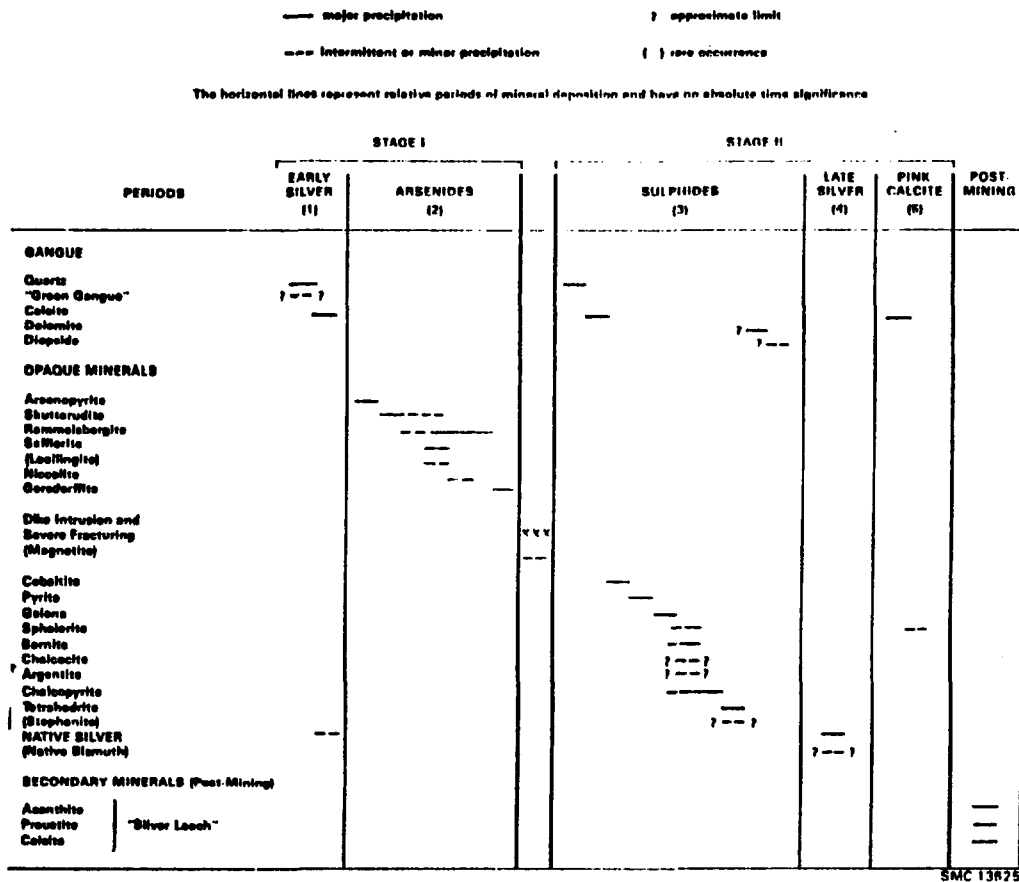 major precipitation ? approximate limit
intermittent or minor precipitation ( ) rare occurrence
The horizontal lines represent relative periods of mineral deposition and have no absolute time significance
STAGE I STAGE II
PERIODS EARLY SILVER (1) ARSENIDES (2) SULPHIDES (3) LATE SILVER (4) PINK CALCITE (5) POST-MINING
GANGUE
Quartz
"Green Gangue" ? ?
Calcite
Dolomite ?
Diopside ?
OPAQUE MINERALS
Arsenopyrite
Skutterudite
Rammelsbergite
Safflorite
(Loellingite)
Niccolite
Gersdorffite
Dike Intrusion and
Severe Fracturing x x x
(Magnetite)
Cobaltite
Pyrite
Galena
Sphalerite
Bornite
Chalcocite ? ?
? Argentite ? ?
Chalcopyrite
Tetrahedrite
(Stephanite) ? ?
NATIVE SILVER
(Native Bismuth) ? ?
SECONDARY MINERALS (Post-Mining)
Acanthite
Proustite "Silver Leach"
Calcite
SMC 13625